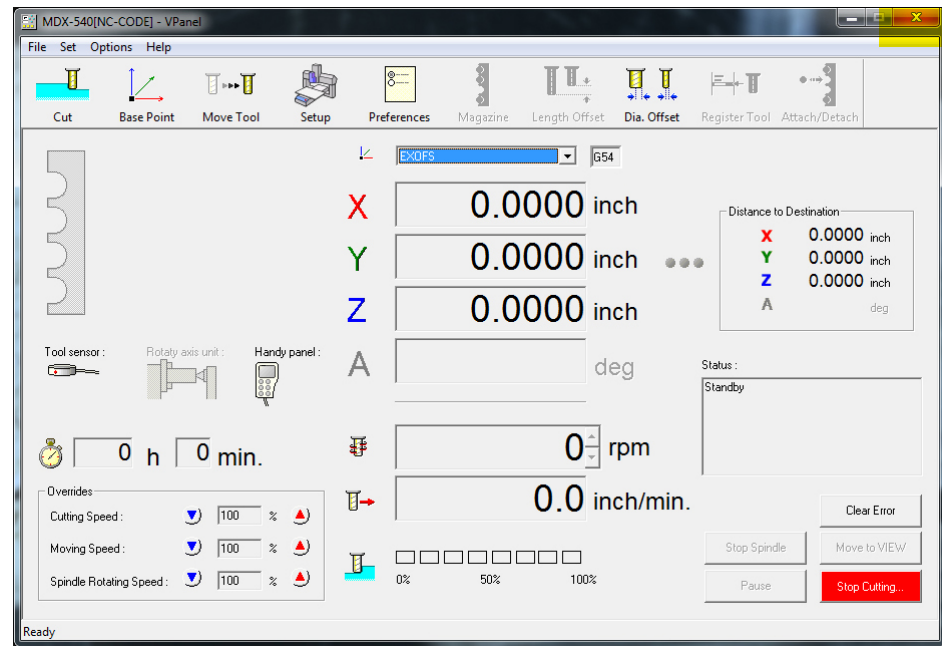 MDX-540[NC-CODE] - VPanel
File Set Options Help
Cut Base Point Move Tool Setup Preferences Magazine Length Offset Dia. Offset Register Tool Attach/Detach
EXOFS G54
X 0.0000 inch
Y 0.0000 inch
Z 0.0000 inch
A deg
Distance to Destination
X 0.0000 inch
Y 0.0000 inch
Z 0.0000 inch
A deg
Tool sensor : Rotaty axis unit : Handy panel :
Status :
Standby
0 h 0 min.
0 rpm
0.0 inch/min.
Overrides
Cutting Speed : 100 %
Moving Speed : 100 %
Spindle Rotating Speed : 100 %
0% 50% 100%
Clear Error
Stop Spindle Move to VIEW
Pause Stop Cutting...
Ready